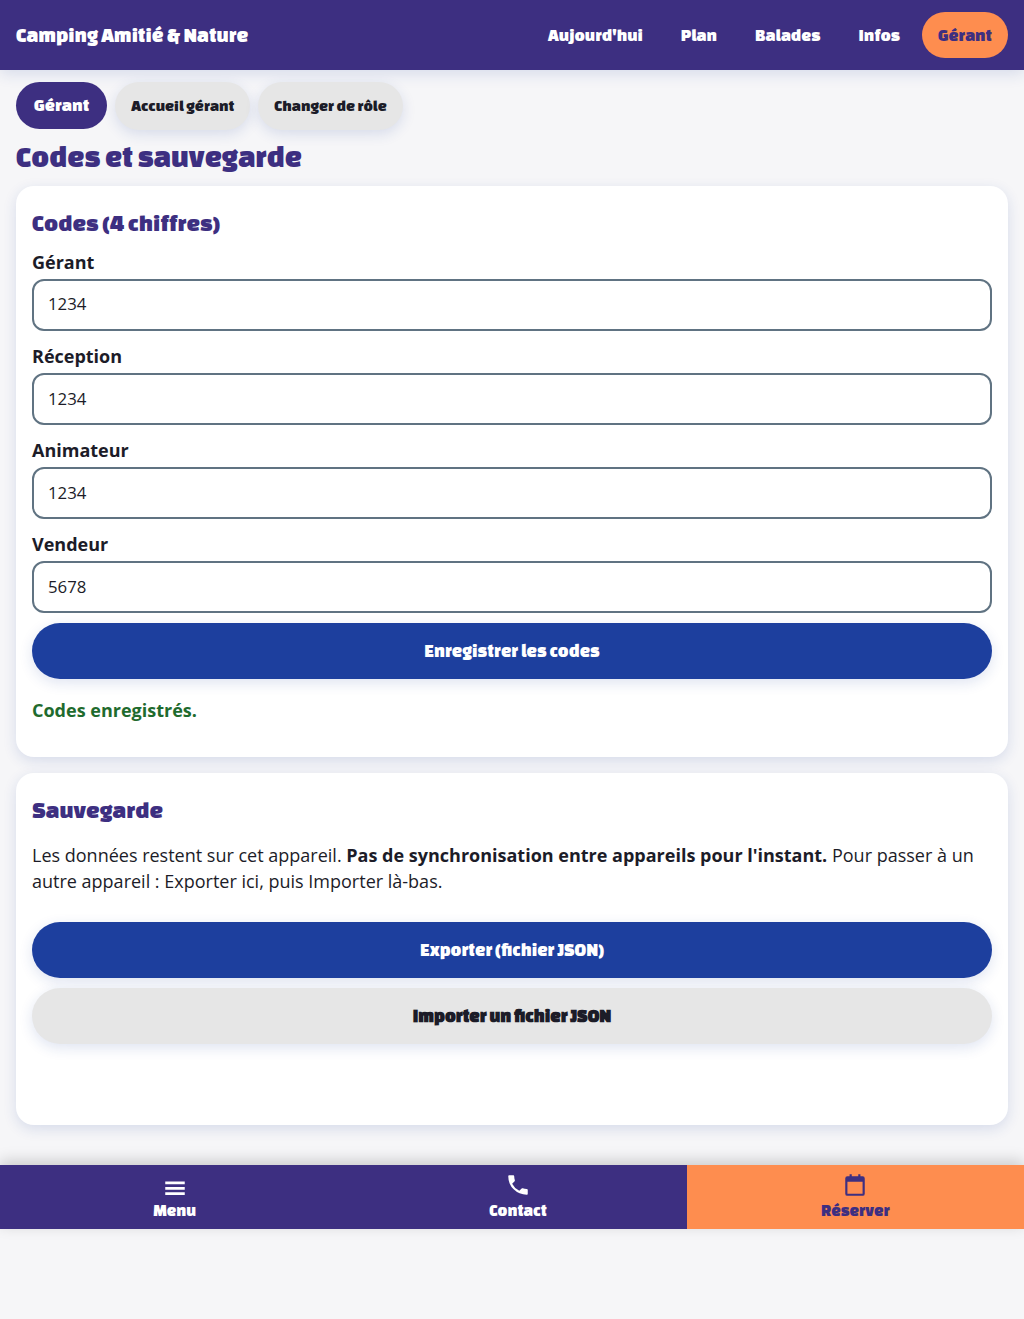 Camping Amitié & Nature
Aujourd'hui
Plan
Balades
Infos
Gérant
Gérant
Accueil gérant
Changer de rôle
Codes et sauvegarde
Codes (4 chiffres)
Gérant
1234
Réception
1234
Animateur
1234
Vendeur
5678
Enregistrer les codes
Codes enregistrés.
Sauvegarde
Les données restent sur cet appareil. Pas de synchronisation entre appareils pour l'instant. Pour passer à un
autre appareil : Exporter ici, puis Importer là-bas.
Exporter (fichier JSON)
Importer un fichier JSON
Menu
Contact
Réserver